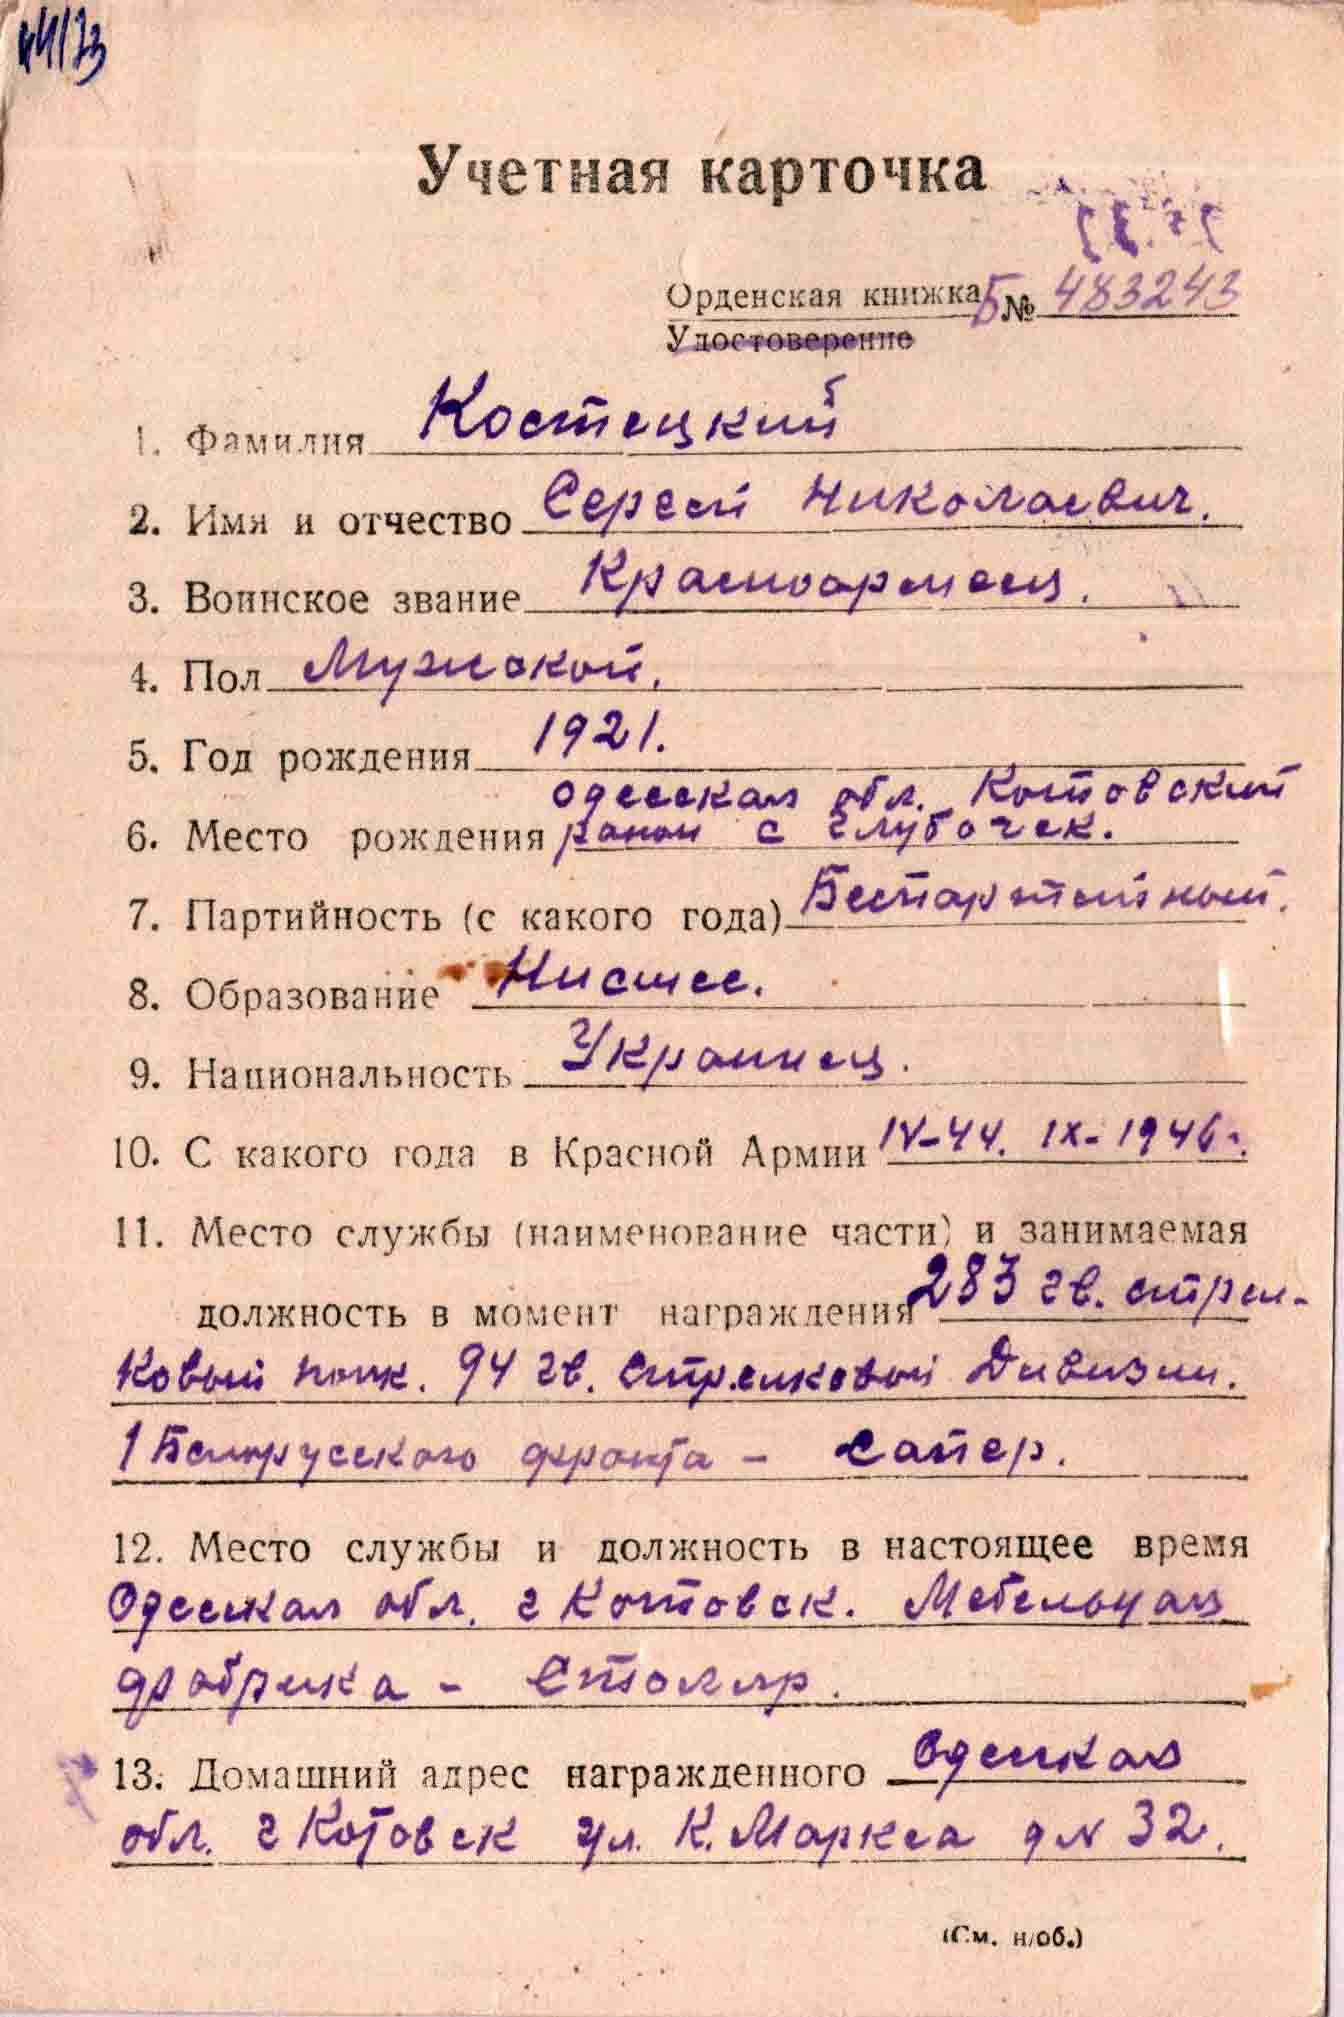 Учетная карточка
Орденская книжка Б № 483243
Удостоверение
1. Фамилия Костецкий
2. Имя и отчество Сергей Николаевич.
3. Воинское звание Красноармеец.
4. Пол Мужской.
5. Год рождения 1921.
Одесская обл. Котовский
6. Место рождения район с Глубочек.
7. Партийность (с какого года) Беспартийный.
8. Образование Нисшее.
9. Национальность Украинец.
10. С какого года в Красной Армии IV-44. IX-1946г.
11. Место службы (наименование части) и занимаемая
должность в момент награждения 283 гв. стрел-
ковый полк. 94 гв. Стрелковой Дивизии.
1 Белорусского фронта - Сапер.
12. Место службы и должность в настоящее время
Одесская обл. г Котовск. Мебельная
фабрика - Столяр.
13. Домашний адрес награжденного Одесская
обл. г Котовск ул. К. Маркса д N 32.
(См. н/об.)